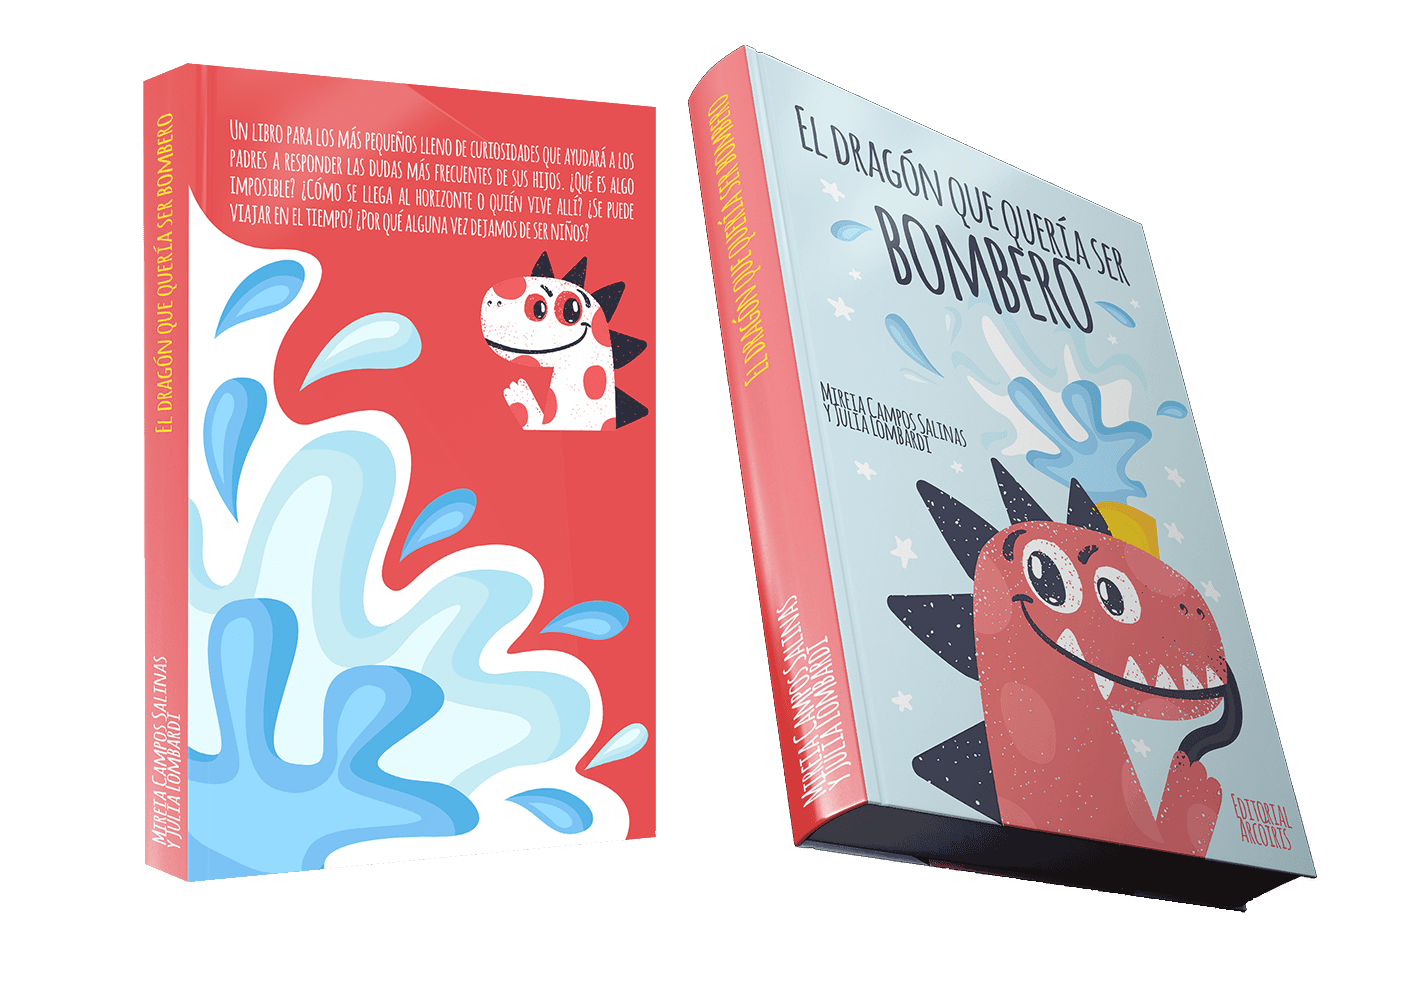 El dragón que quería ser bombero
Mireia Campos Salinas
y Julia Lombardi
Un libro para los más pequeños lleno de curiosidades que ayudará a los
padres a responder las dudas más frecuentes de sus hijos. ¿Qué es algo
imposible? ¿Cómo se llega al horizonte o quién vive allí? ¿Se puede
viajar en el tiempo? ¿Por qué alguna vez dejamos de ser niños?
El dragón que quería ser bombero
Mireia Campos Salinas
y Julia Lombardi
El dragón que quería ser
BOMBERO
Mireia Campos Salinas
y Julia Lombardi
Editorial
Arcoiris